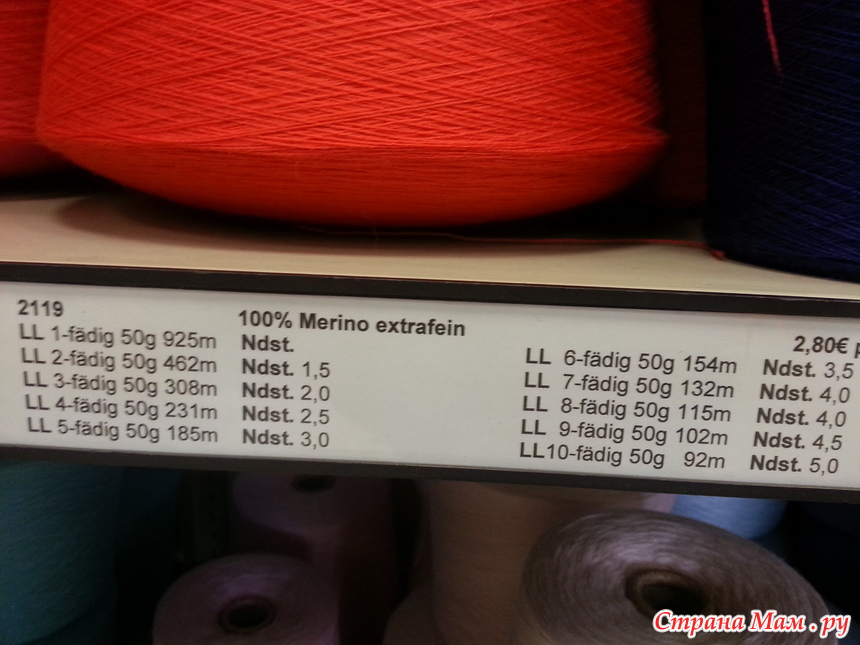 2119 100% Merino extrafein 2,80€
LL 1-fädig 50g 925m Ndst.
LL 2-fädig 50g 462m Ndst. 1,5
LL 3-fädig 50g 308m Ndst. 2,0
LL 4-fädig 50g 231m Ndst. 2,5
LL 5-fädig 50g 185m Ndst. 3,0
LL 6-fädig 50g 154m Ndst. 3,5
LL 7-fädig 50g 132m Ndst. 4,0
LL 8-fädig 50g 115m Ndst. 4,0
LL 9-fädig 50g 102m Ndst. 4,5
LL10-fädig 50g 92m Ndst. 5,0
Страна Мам.ру